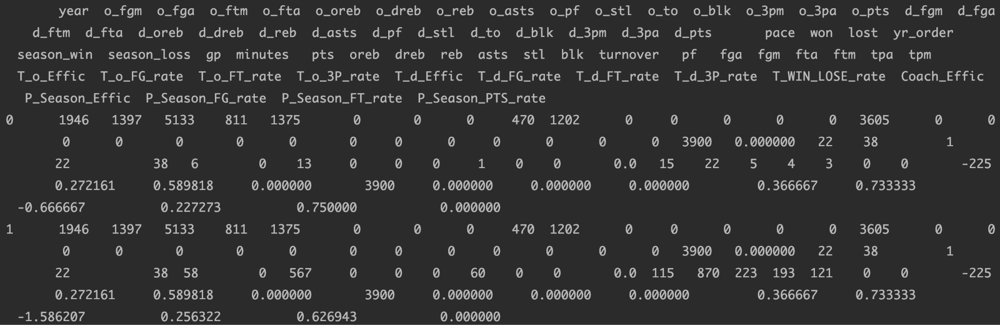 year o_fgm o_fga o_ftm o_fta o_oreb o_dreb o_reb o_asts o_pf o_stl o_to o_blk o_3pm o_3pa o_pts d_fgm d_fga
d_ftm d_fta d_oreb d_dreb d_reb d_asts d_pf d_stl d_to d_blk d_3pm d_3pa d_pts pace won lost yr_order
season_win season_loss gp minutes pts oreb dreb reb asts stl blk turnover pf fga fgm fta ftm tpa tpm
T_o_Effic T_o_FG_rate T_o_FT_rate T_o_3P_rate T_d_Effic T_d_FG_rate T_d_FT_rate T_d_3P_rate T_WIN_LOSE_rate Coach_Effic
P_Season_Effic P_Season_FG_rate P_Season_FT_rate P_Season_PTS_rate
0 1946 1397 5133 811 1375 0 0 0 470 1202 0 0 0 0 0 3605 0 0
0 0 0 0 0 0 0 0 0 0 0 0 3900 0.000000 22 38 1
22 38 6 0 13 0 0 0 1 0 0 0.0 15 22 5 4 3 0 0 -225
0.272161 0.589818 0.000000 3900 0.000000 0.000000 0.000000 0.366667 0.733333
-0.666667 0.227273 0.750000 0.000000
1 1946 1397 5133 811 1375 0 0 0 470 1202 0 0 0 0 0 3605 0 0
0 0 0 0 0 0 0 0 0 0 0 0 3900 0.000000 22 38 1
22 38 58 0 567 0 0 0 60 0 0 0.0 115 870 223 193 121 0 0 -225
0.272161 0.589818 0.000000 3900 0.000000 0.000000 0.000000 0.366667 0.733333
-1.586207 0.256322 0.626943 0.000000